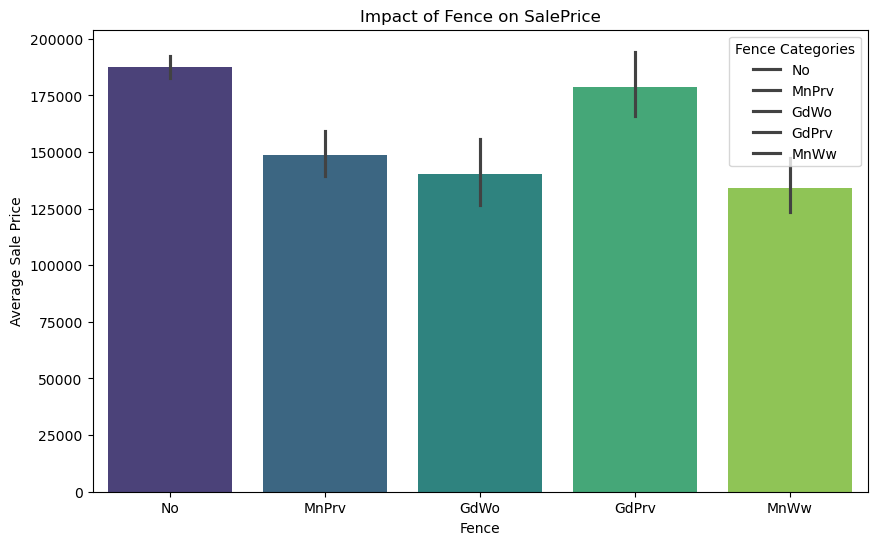 Impact of Fence on SalePrice
Average Sale Price
200000
175000
150000
125000
100000
75000
50000
25000
0
Fence Categories
No
MnPrv
GdWo
GdPrv
MnWw
No MnPrv GdWo GdPrv MnWw
Fence